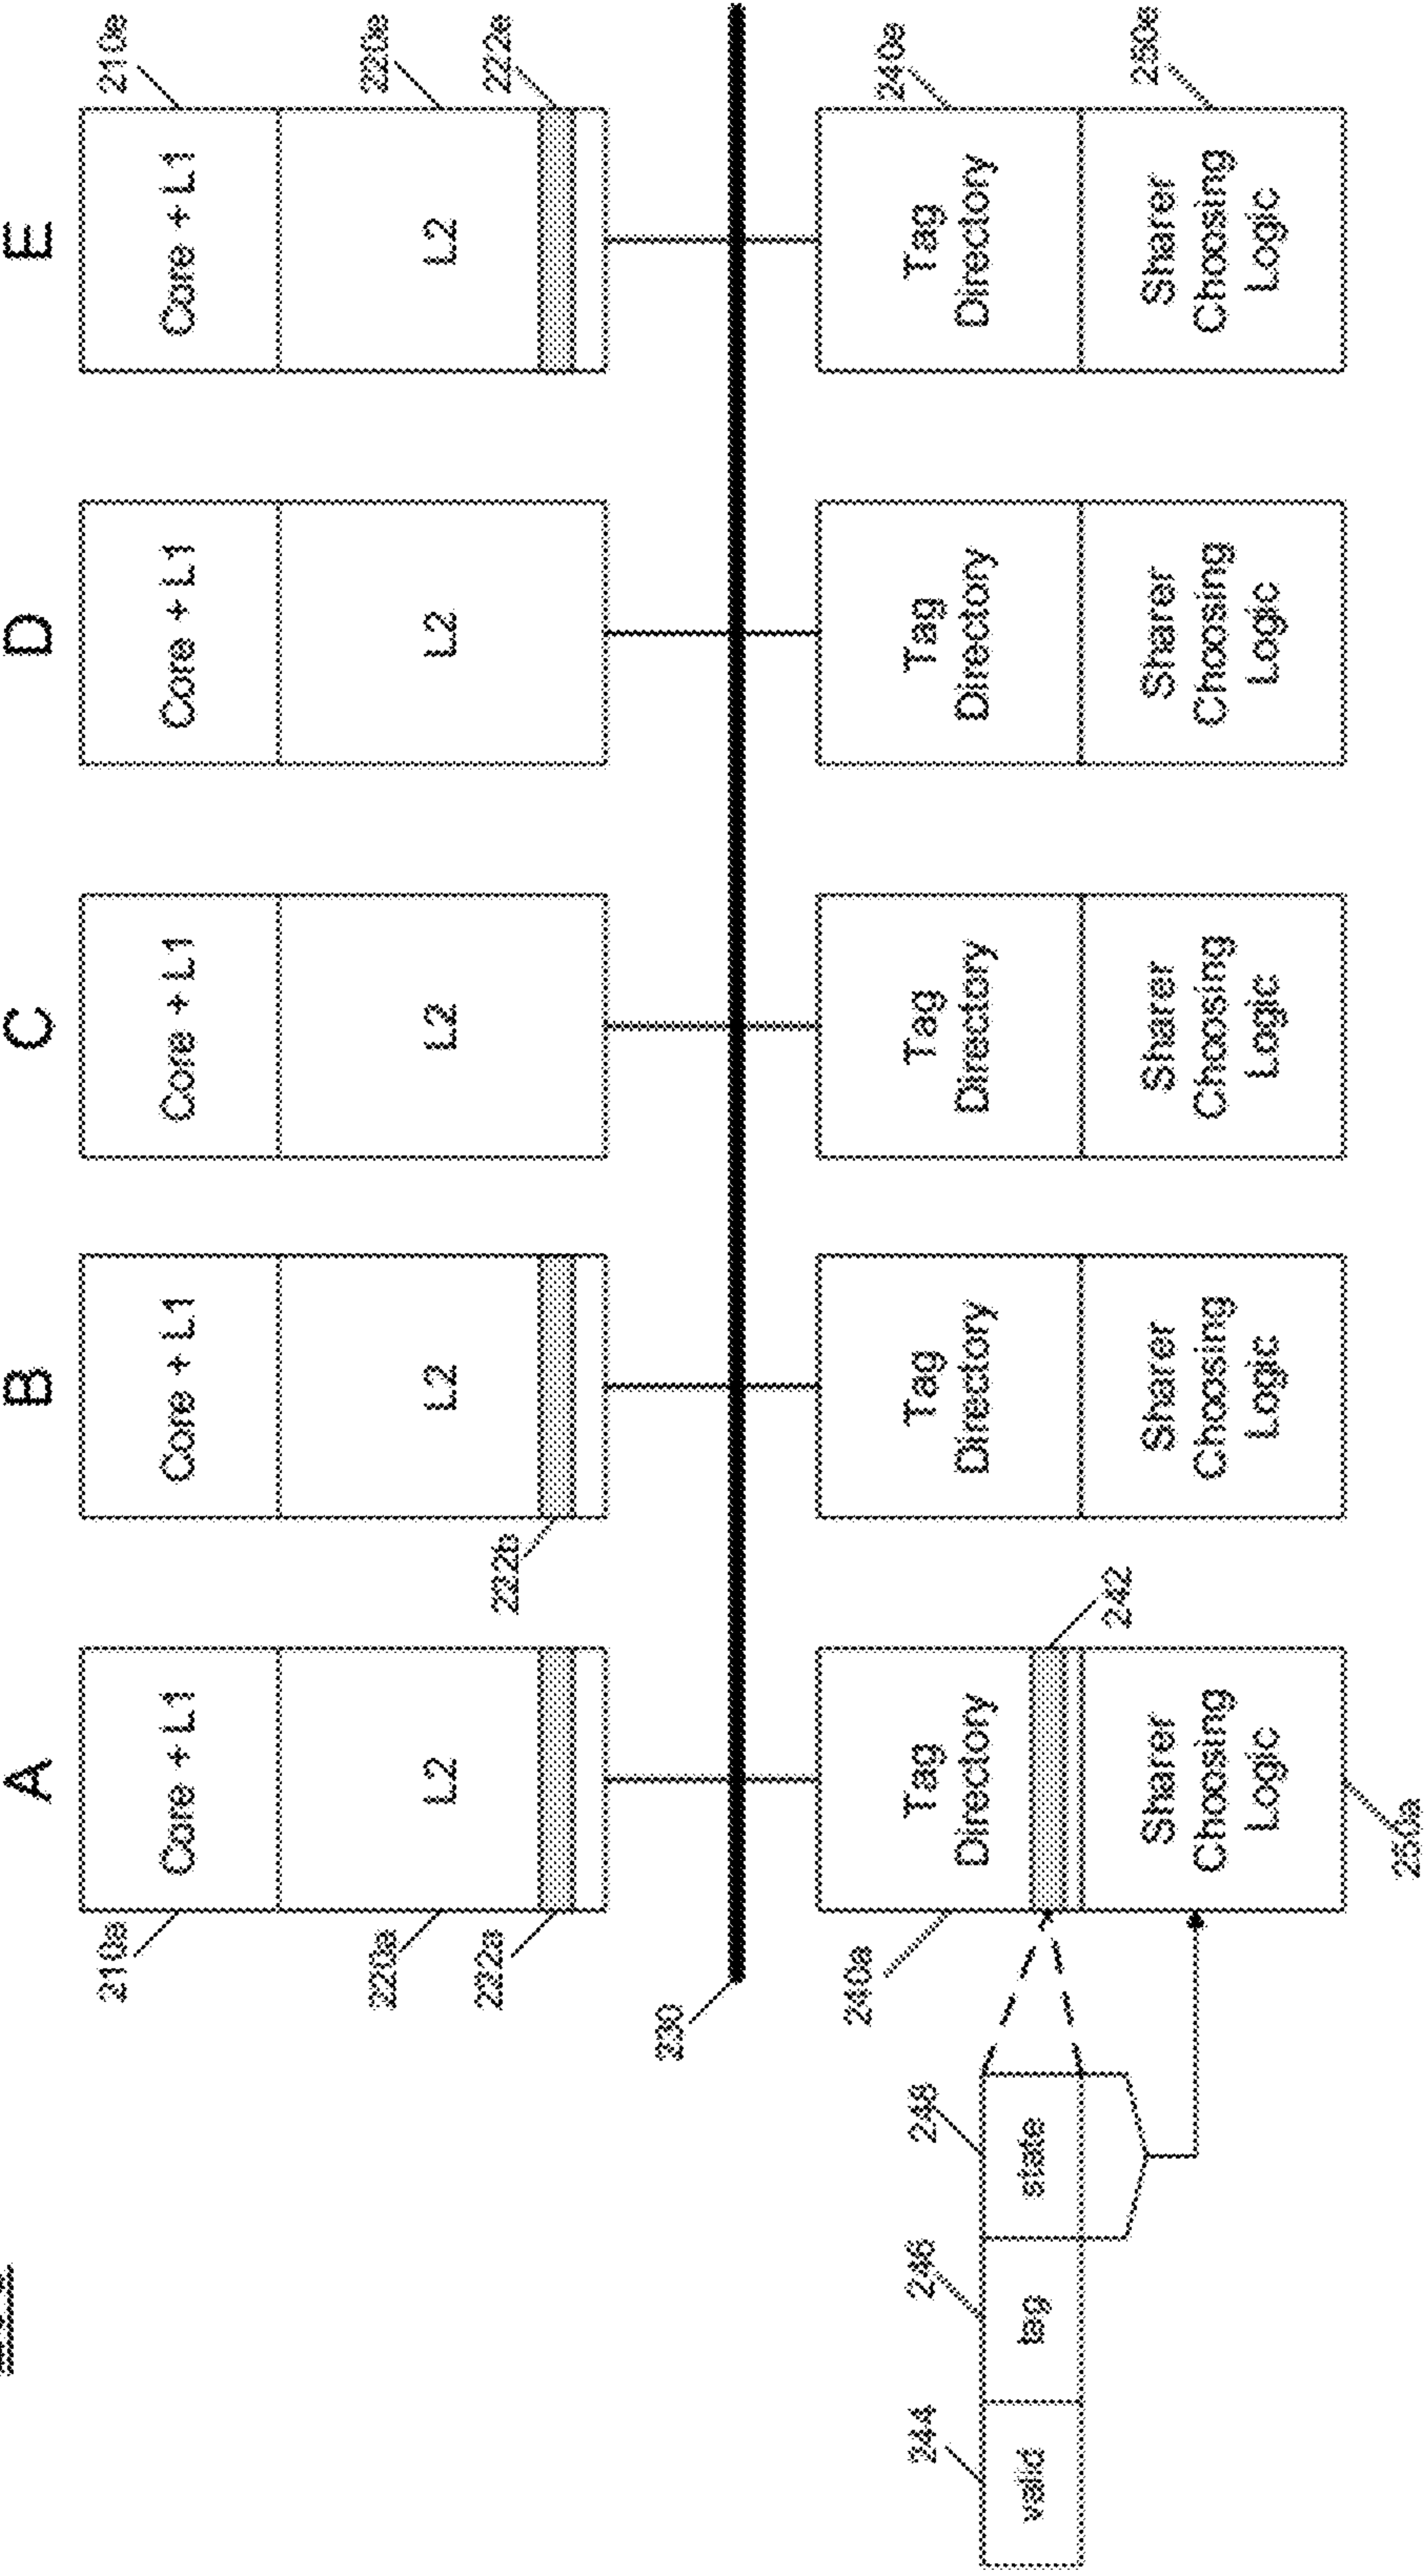 A
B
C
D
E
210a
Core + L1
Core + L1
Core + L1
Core + L1
Core + L1
210e
220a
L2
L2
L2
L2
L2
220e
222a
222b
222e
230
240a
Tag
Directory
Tag
Directory
Tag
Directory
Tag
Directory
Tag
Directory
240e
242
244
246
248
valid
tag
state
Sharer
Choosing
Logic
Sharer
Choosing
Logic
Sharer
Choosing
Logic
Sharer
Choosing
Logic
Sharer
Choosing
Logic
250e
250a